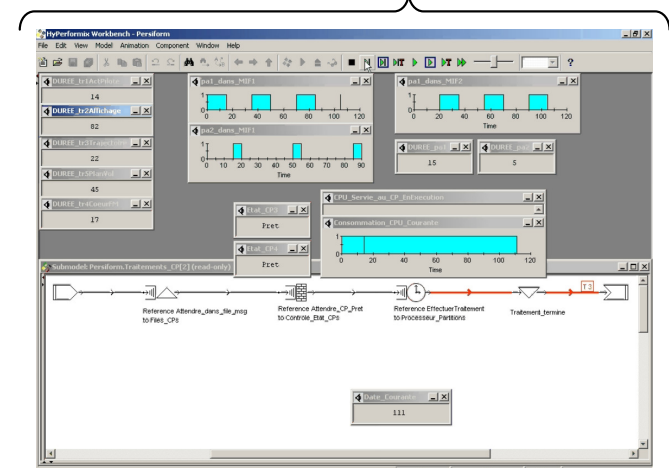 HyPerformix Workbench - Persiform
File Edit View Model Animation Component Window Help
14
DUREE_tr2Affichage
82
22
45
17
pa1_dans_MIF1
0 20 40 60 80 100 120
pa2_dans_MIF1
0 10 20 30 40 50 60 70 80 90
Time
pa1_dans_MIF2
0 20 40 60 80 100 120
Time
15
5
Etat_CP2
Pret
Pret
CPU_Servie_au_CP_EnExecution
Consommation_CPU_Courante
0 20 40 60 80 100 120
Time
Submodel: Persiform.Traitements_CP[2] (read-only)
T 3
Reference Attendre_dans_file_msg
to Files_CPs
Reference Attendre_CP_Pret
to Controle_Etat_CPs
Reference EffectuerTraitement
to Processeur_Partitions
Traitement_termine
Date_Courante
111